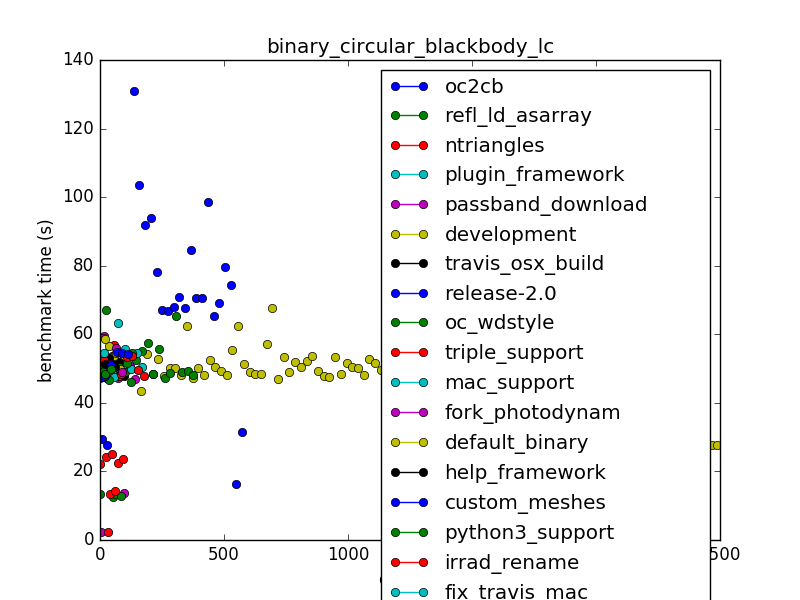 binary_circular_blackbody_lc
140
120
100
80
60
40
20
0
benchmark time (s)
0
500
1000
500
oc2cb
refl_ld_asarray
ntriangles
plugin_framework
passband_download
development
travis_osx_build
release-2.0
oc_wdstyle
triple_support
mac_support
fork_photodynam
default_binary
help_framework
custom_meshes
python3_support
irrad_rename
fix_travis_mac